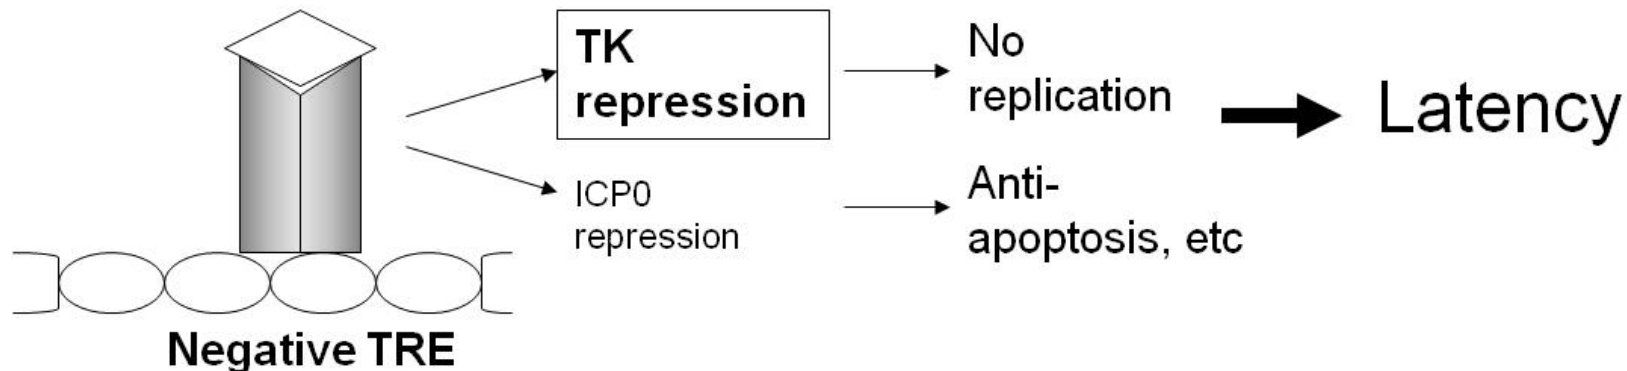 TK
repression
No
replication
Latency
ICP0
repression
Anti-
apoptosis, etc
Negative TRE